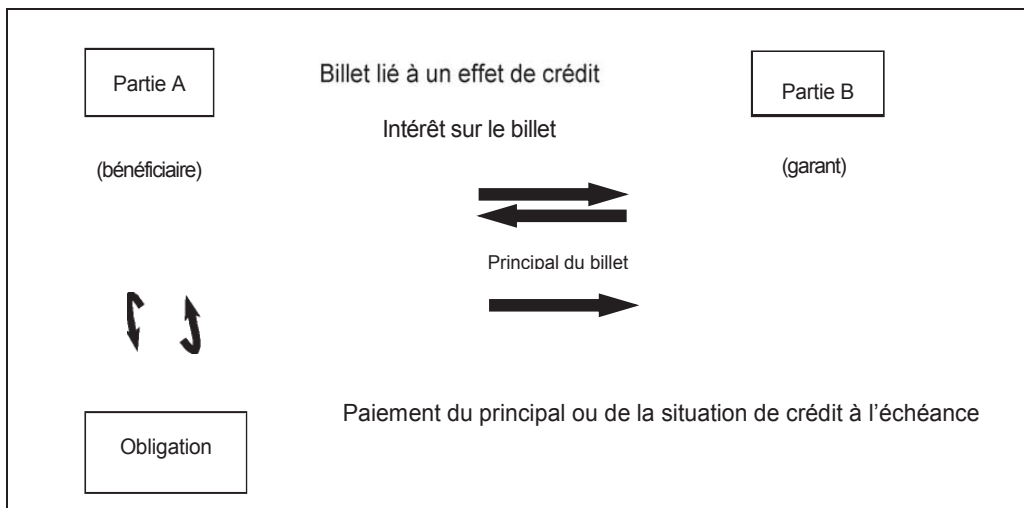 Partie A
Billet lié à un effet de crédit
Partie B
Intérêt sur le billet
(bénéficiaire)
(garant)
Principal du billet
Paiement du principal ou de la situation de crédit à l’échéance
Obligation